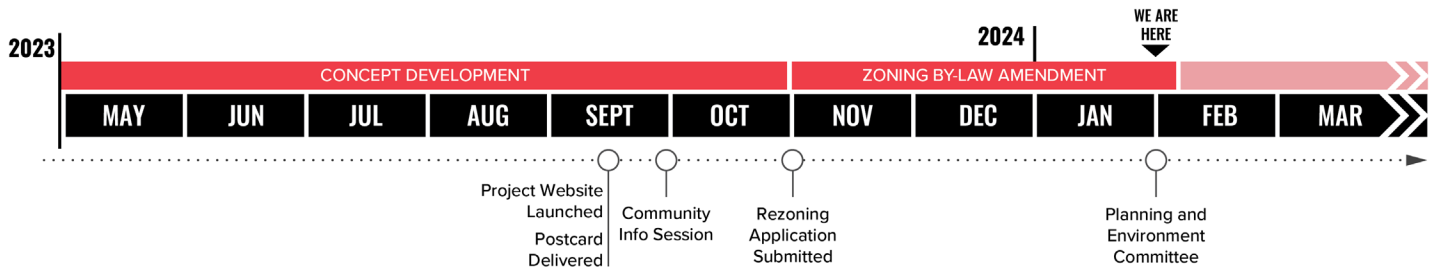 WE ARE
HERE
2023
2024
CONCEPT DEVELOPMENT
ZONING BY-LAW AMENDMENT
MAY
JUN
JUL
AUG
SEPT
OCT
NOV
DEC
JAN
FEB
MAR
Project Website
Launched
Postcard
Delivered
Community
Info Session
Rezoning
Application
Submitted
Planning and
Environment
Committee